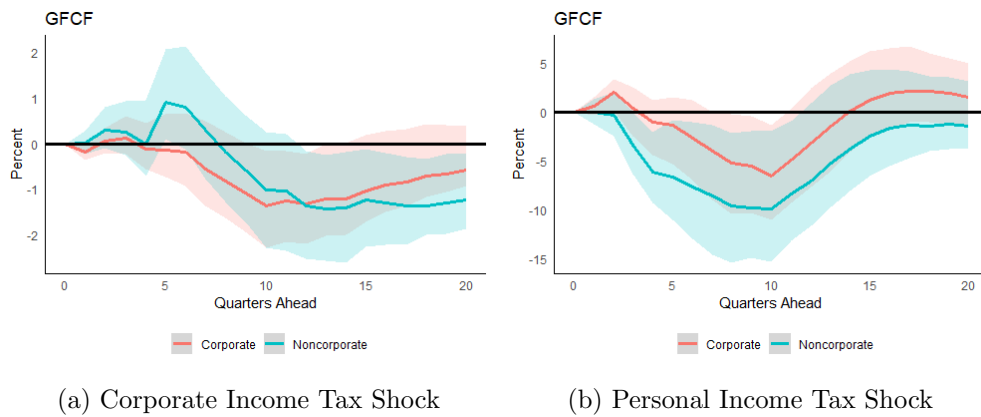 GFCF
Percent
2
1
0
-1
-2
0 5 10 15 20
Quarters Ahead
Corporate Noncorporate
(a) Corporate Income Tax Shock
GFCF
Percent
5
0
-5
-10
-15
0 5 10 15 20
Quarters Ahead
Corporate Noncorporate
(b) Personal Income Tax Shock